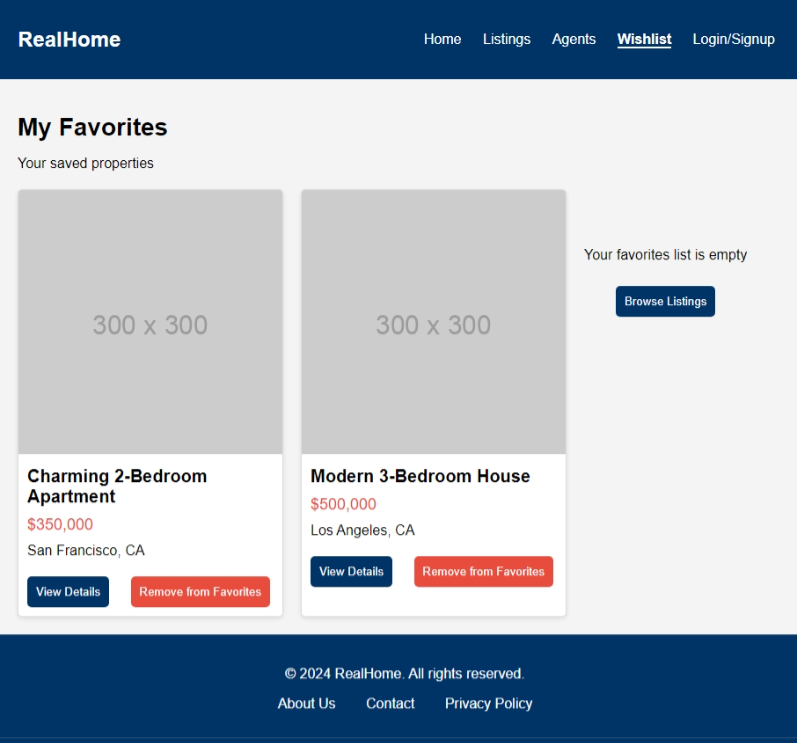 RealHome
Home Listings Agents Wishlist Login/Signup
My Favorites
Your saved properties
300 x 300
Charming 2-Bedroom
Apartment
$350,000
San Francisco, CA
View Details Remove from Favorites
300 x 300
Modern 3-Bedroom House
$500,000
Los Angeles, CA
View Details Remove from Favorites
Your favorites list is empty
Browse Listings
© 2024 RealHome. All rights reserved.
About Us Contact Privacy Policy